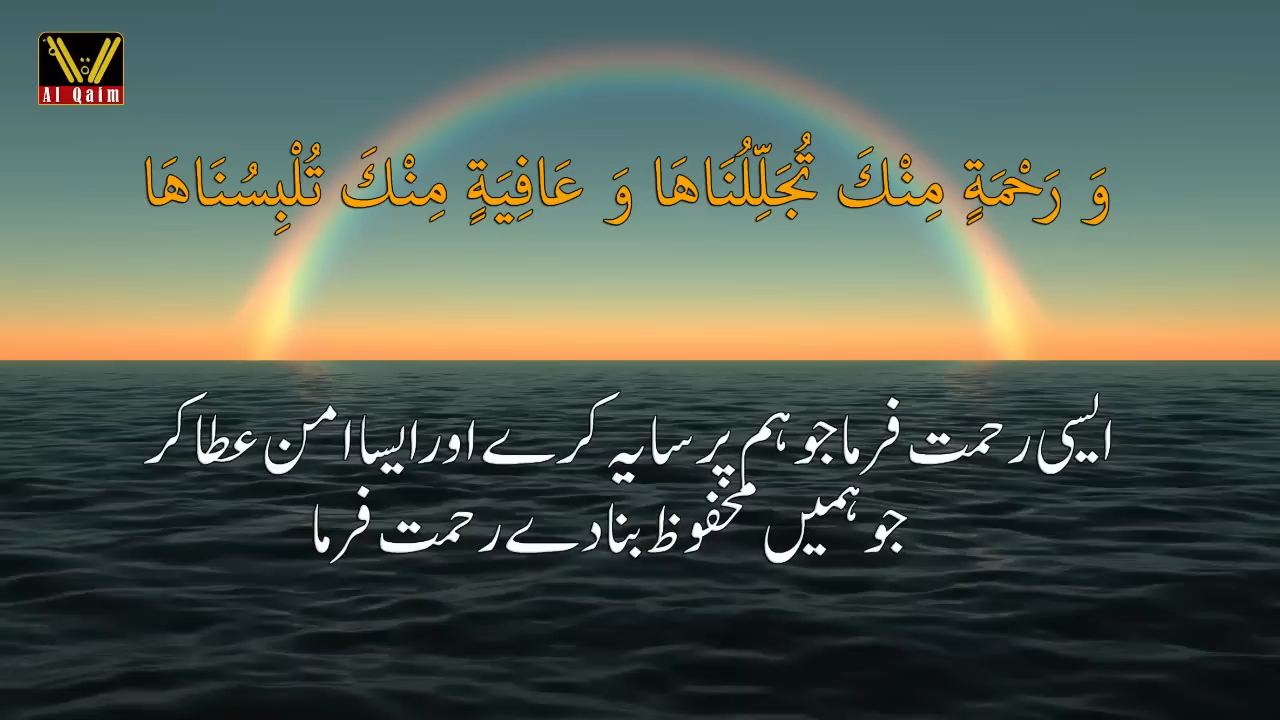 Al Qaim
وَ رَحْمَةٍ مِنْكَ تُجَلِّلُنَاهَا وَ عَافِيَةٍ مِنْكَ تُلْبِسُنَاهَا
ایسی رحمت فرما جو ہم پر سایہ کرے اور ایسا امن عطا کر
جو ہمیں محفوظ بنا دے رحمت فرما